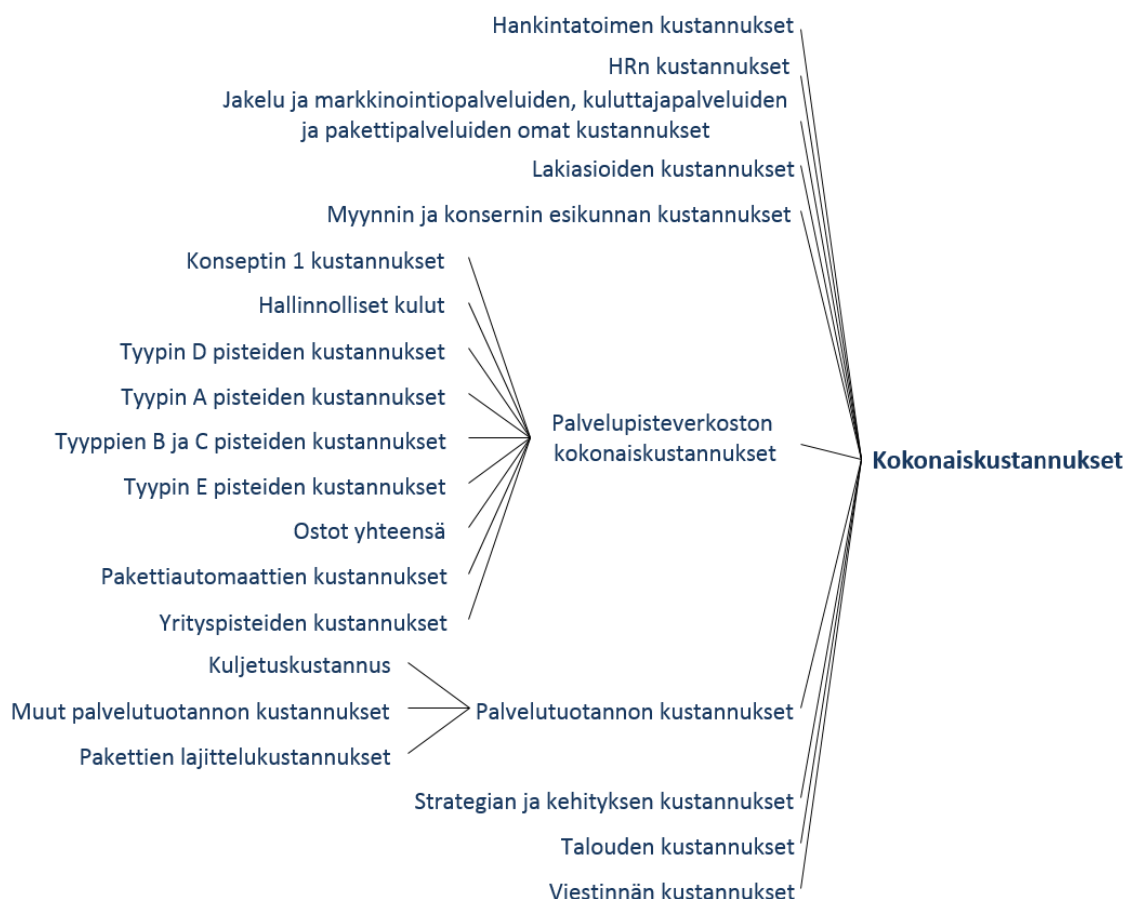 Hankintatoimen kustannukset
HRn kustannukset
Jakelu ja markkinointiopalveluiden, kuluttajapalveluiden
ja pakettipalveluiden omat kustannukset
Lakiasioiden kustannukset
Myynnin ja konsernin esikunnan kustannukset
Konseptin 1 kustannukset
Hallinnolliset kulut
Tyypin D pisteiden kustannukset
Tyypin A pisteiden kustannukset
Tyyppien B ja C pisteiden kustannukset
Tyypin E pisteiden kustannukset
Ostot yhteensä
Pakettiautomaattien kustannukset
Yrityspisteiden kustannukset
Palvelupisteverkoston
kokonaiskustannukset
Kokonaiskustannukset
Kuljetuskustannus
Muut palvelutuotannon kustannukset
Pakettien lajittelukustannukset
Palvelutuotannon kustannukset
Strategian ja kehityksen kustannukset
Talouden kustannukset
Viestinnän kustannukset